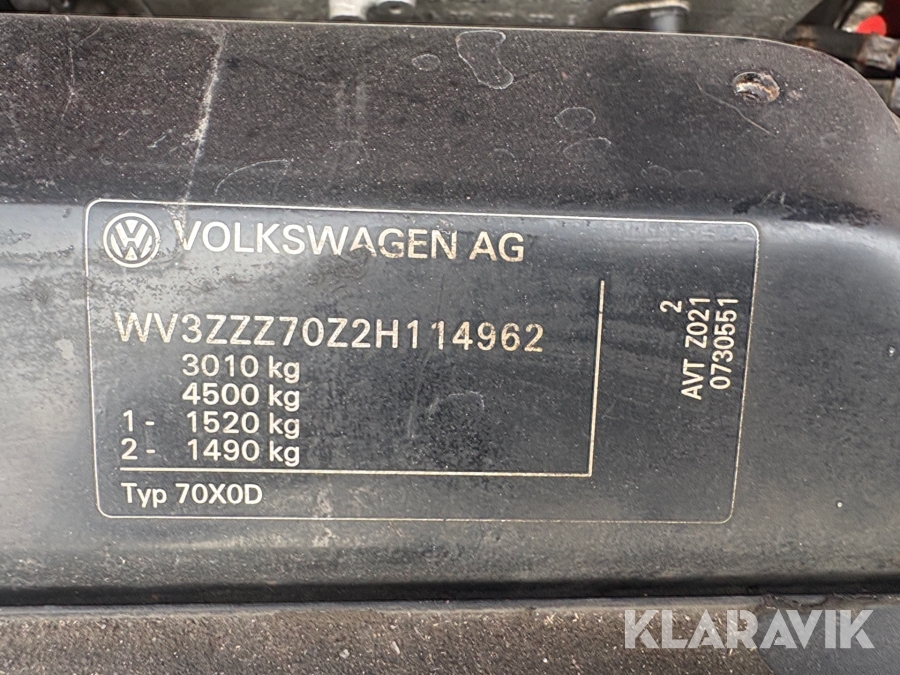 VOLKSWAGEN AG
WV3ZZZ70Z2H114962
3010 kg
4500 kg
1 - 1520 kg
2 - 1490 kg
Typ 70X0D
2
AVT Z021
0730551
KLARAVIK